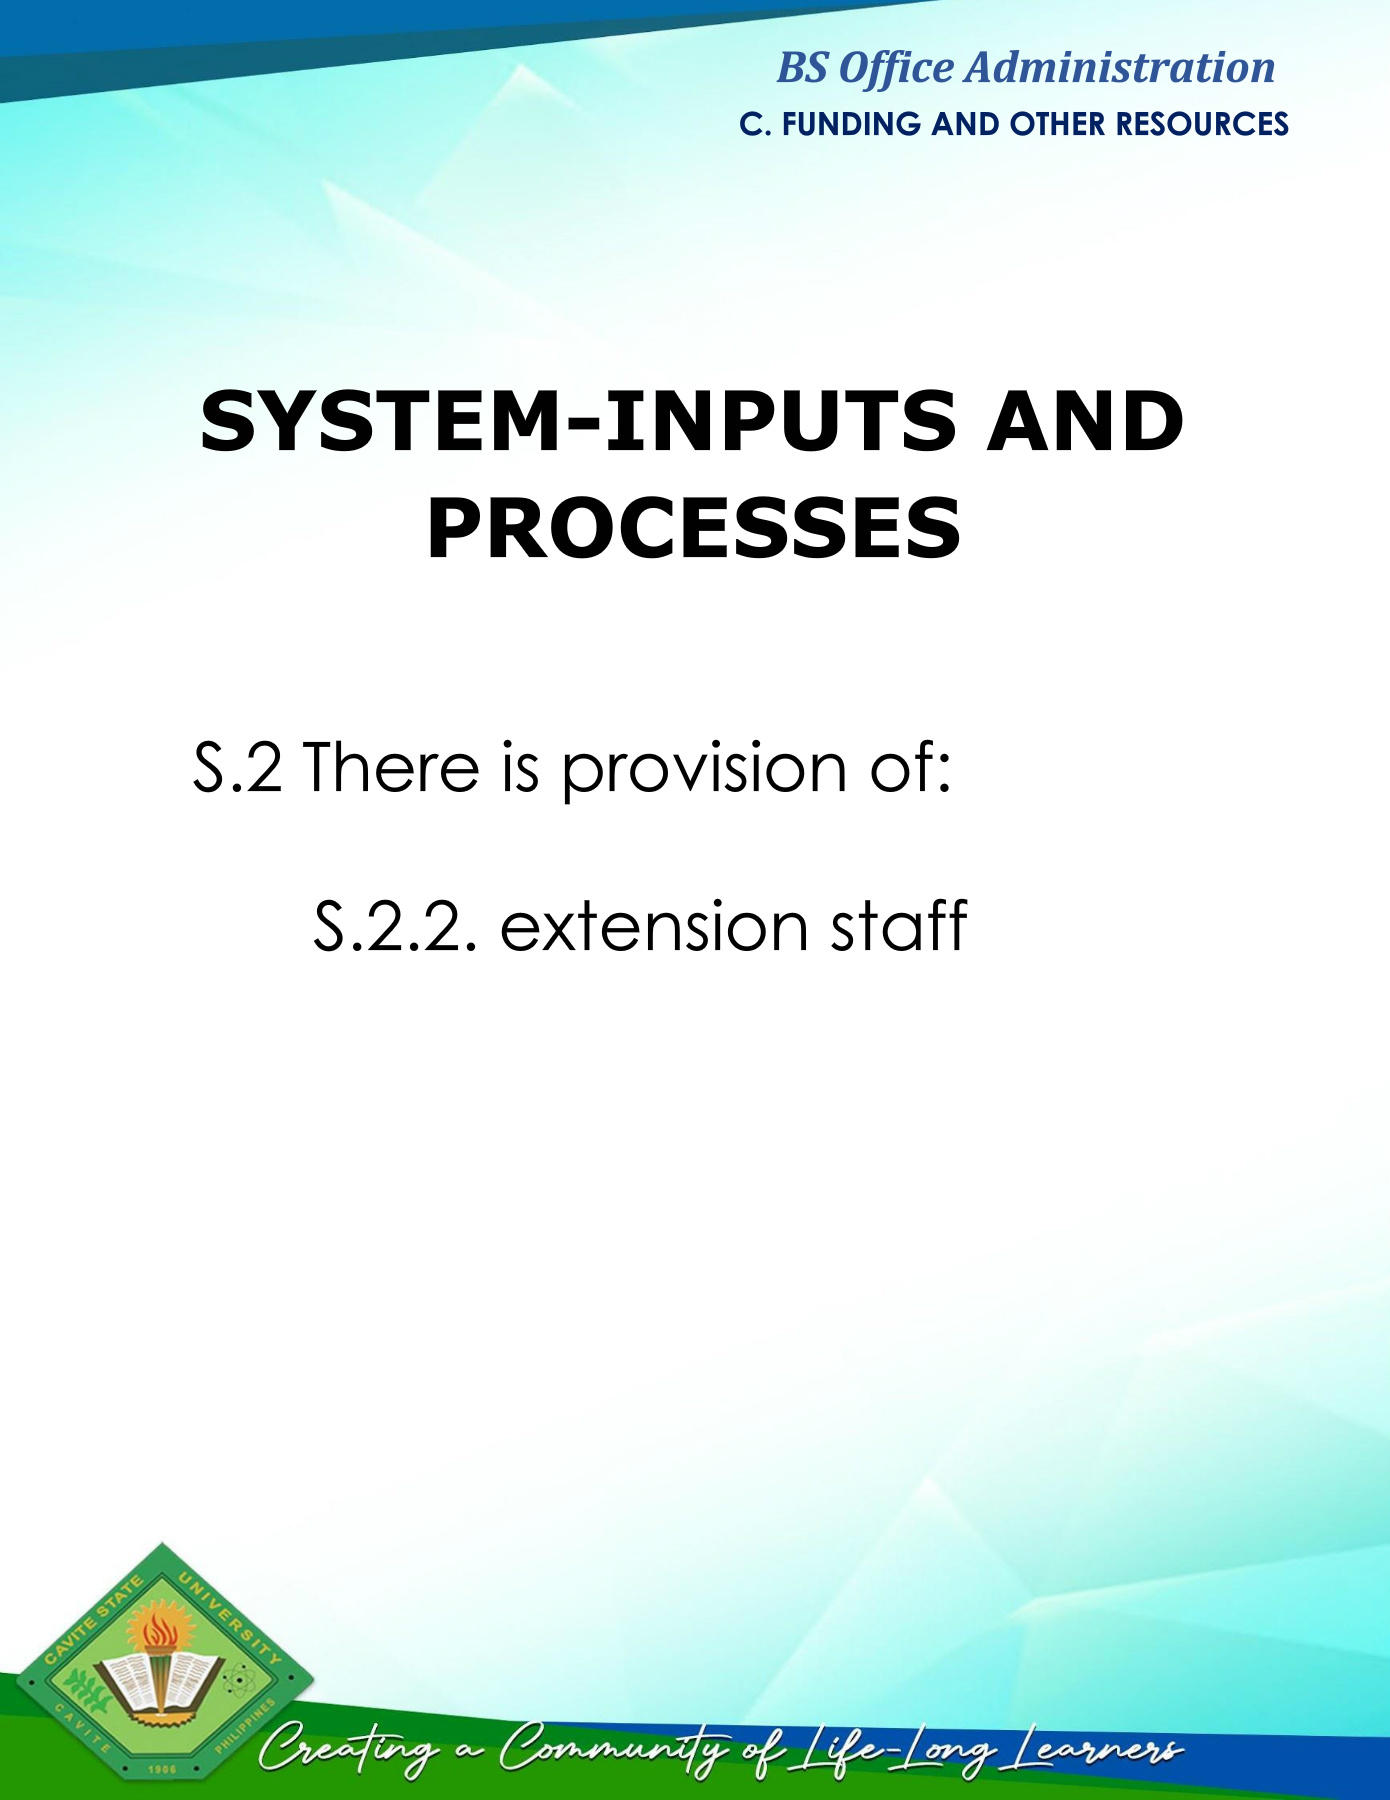 BS Office Administration
C. FUNDING AND OTHER RESOURCES
SYSTEM-INPUTS AND
PROCESSES
S.2 There is provision of:
S.2.2. extension staff
CAVITE STATE UNIVERSITY
CAVITE PHILIPPINES
1906
Creating a Community of Life-Long Learners